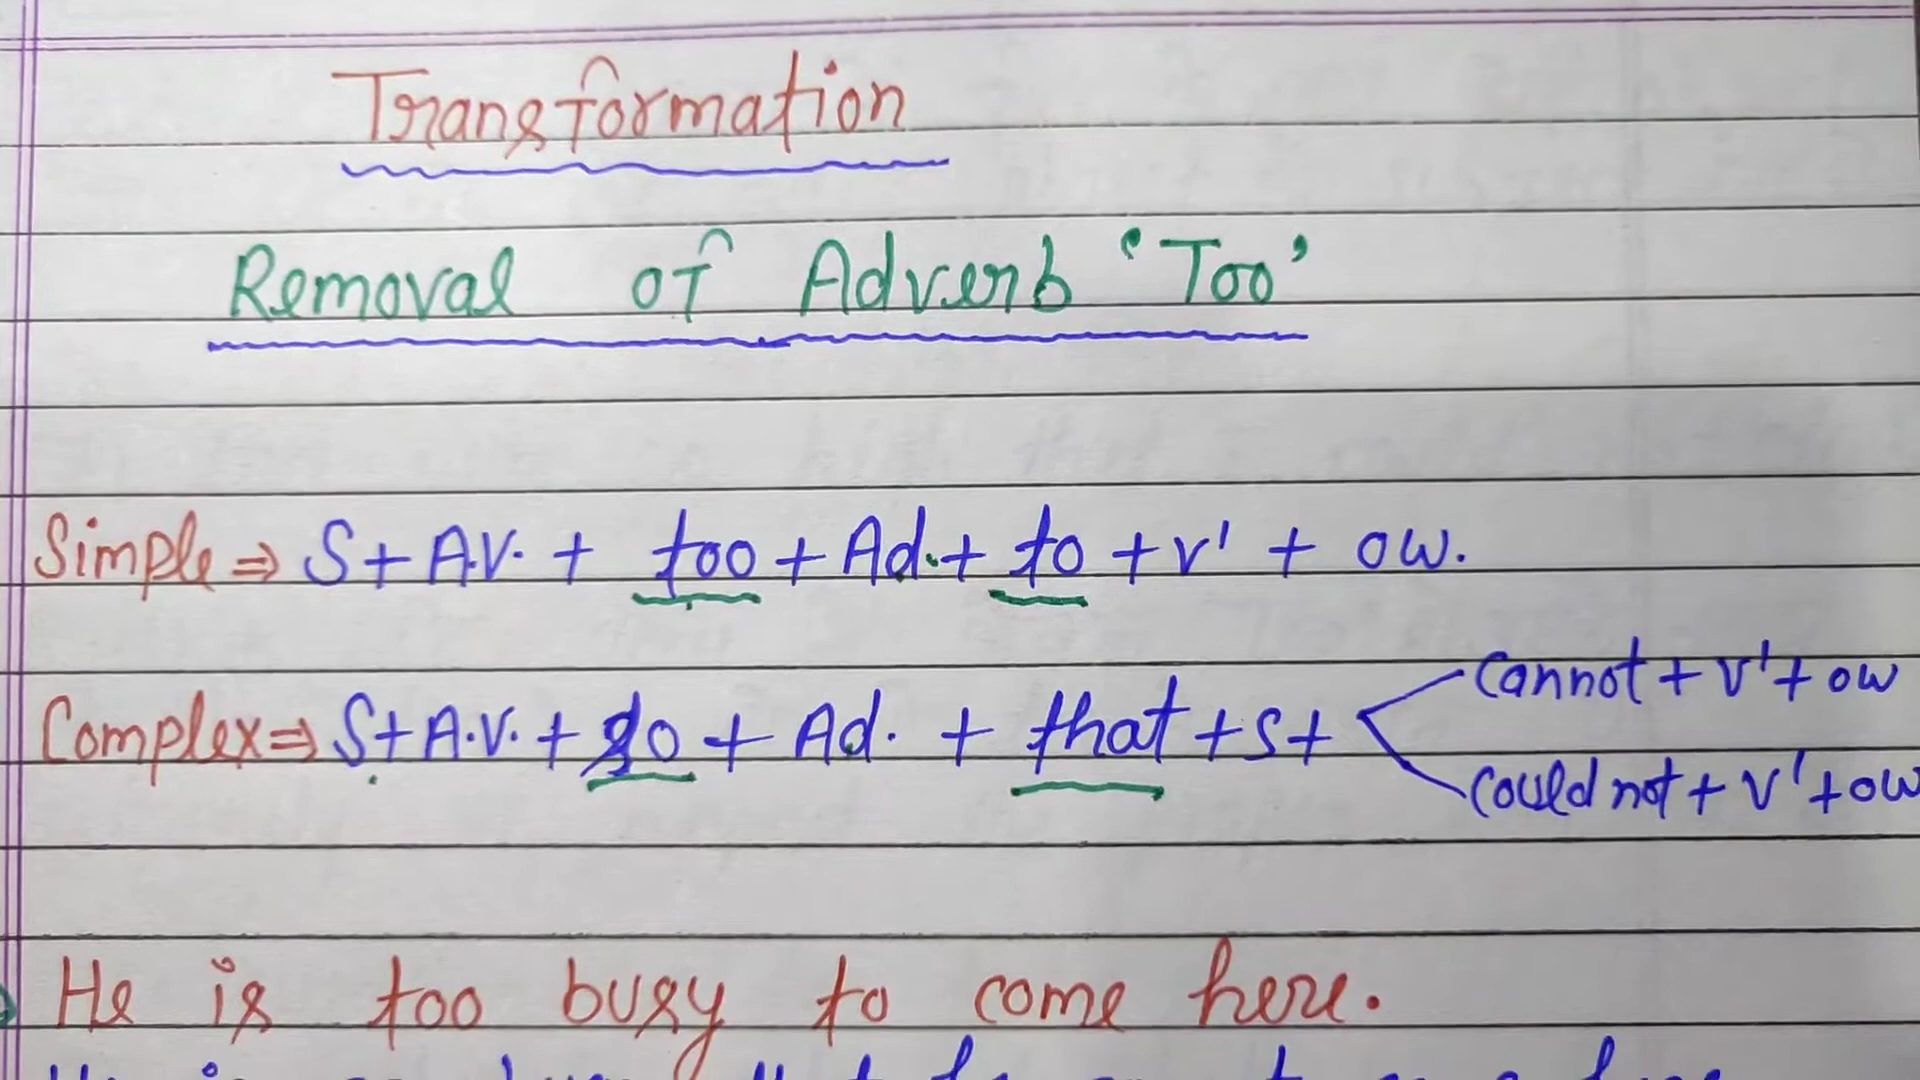 Transformation
Removal of Adverb 'Too'
Simple ⇒ S + A.V. + too + Ad. + to + V¹ + ow.
Complex ⇒ S + A.V. + so + Ad. + that + S +
cannot + V¹ + ow
could not + V¹ + ow
He is too busy to come here.